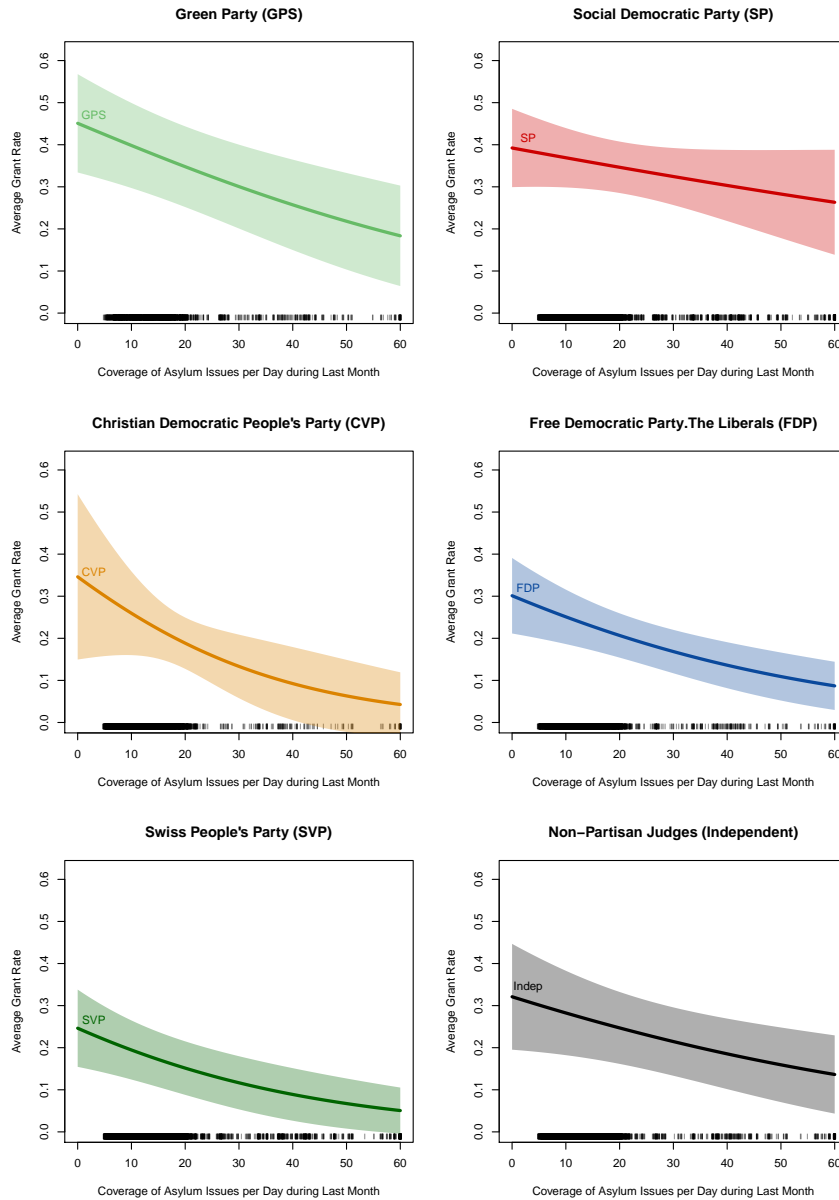 Green Party (GPS)
Average Grant Rate
0.6
0.5
0.4
0.3
0.2
0.1
0.0
GPS
0 10 20 30 40 50 60
Coverage of Asylum Issues per Day during Last Month
Social Democratic Party (SP)
Average Grant Rate
0.6
0.5
0.4
0.3
0.2
0.1
0.0
SP
0 10 20 30 40 50 60
Coverage of Asylum Issues per Day during Last Month
Christian Democratic People's Party (CVP)
Average Grant Rate
0.6
0.5
0.4
0.3
0.2
0.1
0.0
CVP
0 10 20 30 40 50 60
Coverage of Asylum Issues per Day during Last Month
Free Democratic Party.The Liberals (FDP)
Average Grant Rate
0.6
0.5
0.4
0.3
0.2
0.1
0.0
FDP
0 10 20 30 40 50 60
Coverage of Asylum Issues per Day during Last Month
Swiss People's Party (SVP)
Average Grant Rate
0.6
0.5
0.4
0.3
0.2
0.1
0.0
SVP
0 10 20 30 40 50 60
Coverage of Asylum Issues per Day during Last Month
Non−Partisan Judges (Independent)
Average Grant Rate
0.6
0.5
0.4
0.3
0.2
0.1
0.0
Indep
0 10 20 30 40 50 60
Coverage of Asylum Issues per Day during Last Month